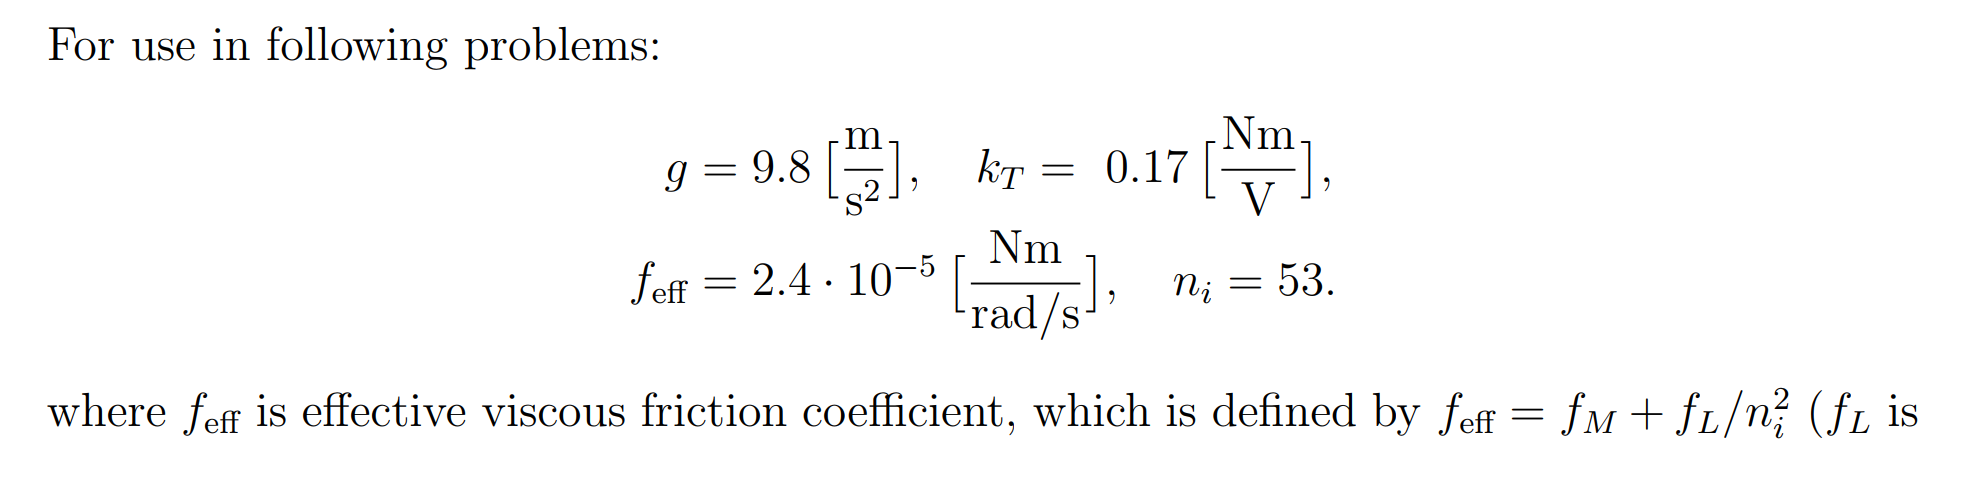 For use in following problems:
g = 9.8 [m/s²], k_T = 0.17 [Nm/V],
f_eff = 2.4 · 10⁻⁵ [Nm/rad/s], n_i = 53.
where f_eff is effective viscous friction coefficient, which is defined by f_eff = f_M + f_L/n_i² (f_L is